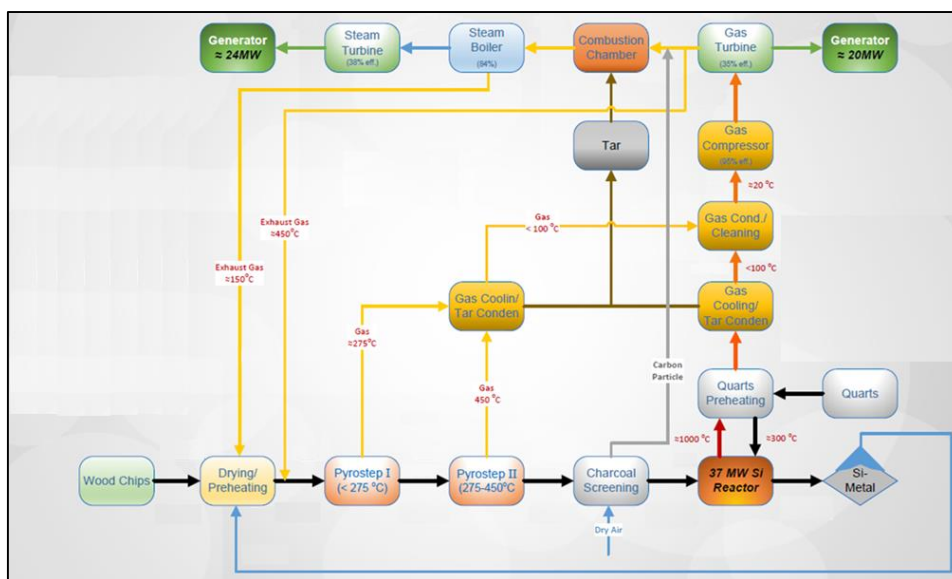 Generator
≈ 24MW
Steam
Turbine
(38% eff.)
Steam
Boiler
(94%)
Combustion
Chamber
Gas
Turbine
(35% eff.)
Generator
≈ 20MW
Tar
Gas
Compressor
(95% eff.)
≈20 °C
Exhaust Gas
≈450°C
Gas
< 100 °C
Gas Cond./
Cleaning
Exhaust Gas
≈150°C
<100 °C
Gas Coolin/
Tar Conden
Gas
Cooling/
Tar Conden
Gas
≈275°C
Carbon
Particle
Gas
450 °C
Quarts
Preheating
Quarts
≈1000 °C
≈300 °C
Wood Chips
Drying/
Preheating
Pyrostep I
(< 275 °C)
Pyrostep II
(275-450°C
Charcoal
Screening
37 MW Si
Reactor
Si-
Metal
Dry Air